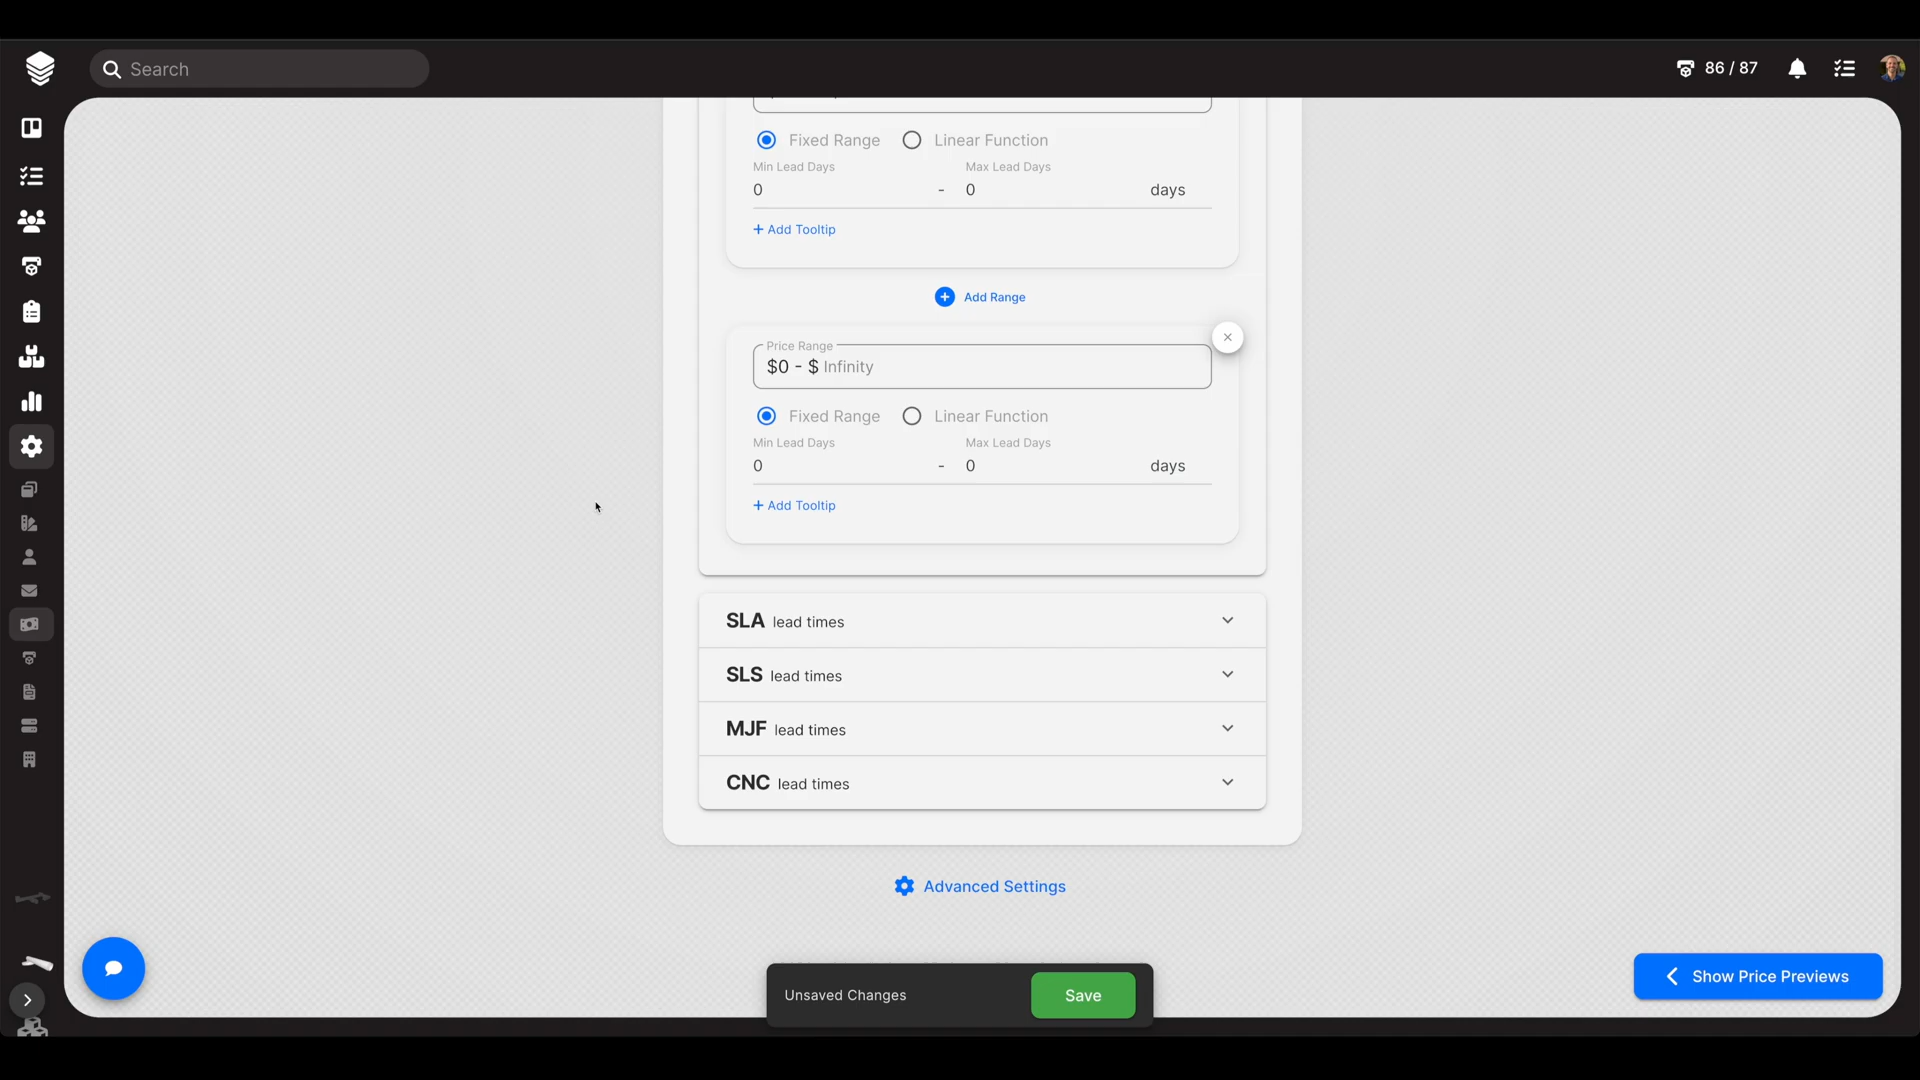 Search
86 / 87
Fixed Range Linear Function
Min Lead Days Max Lead Days
0 - 0 days
+ Add Tooltip
Add Range
Price Range
$0 - $ Infinity
Fixed Range Linear Function
Min Lead Days Max Lead Days
0 - 0 days
+ Add Tooltip
SLA lead times
SLS lead times
MJF lead times
CNC lead times
Advanced Settings
Unsaved Changes Save
Show Price Previews